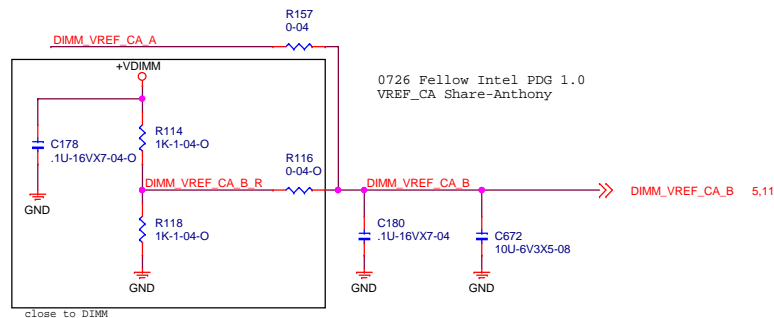 R157
0-04
DIMM_VREF_CA_A
+VDIMM
0726 Fellow Intel PDG 1.0
VREF_CA Share-Anthony
R114
1K-1-04-O
C178
.1U-16VX7-04-O
R116
0-04-O
DIMM_VREF_CA_B_R
DIMM_VREF_CA_B
DIMM_VREF_CA_B 5,11
GND
R118
1K-1-04-O
C180
.1U-16VX7-04
C672
10U-6V3X5-08
GND
GND
GND
close to DIMM